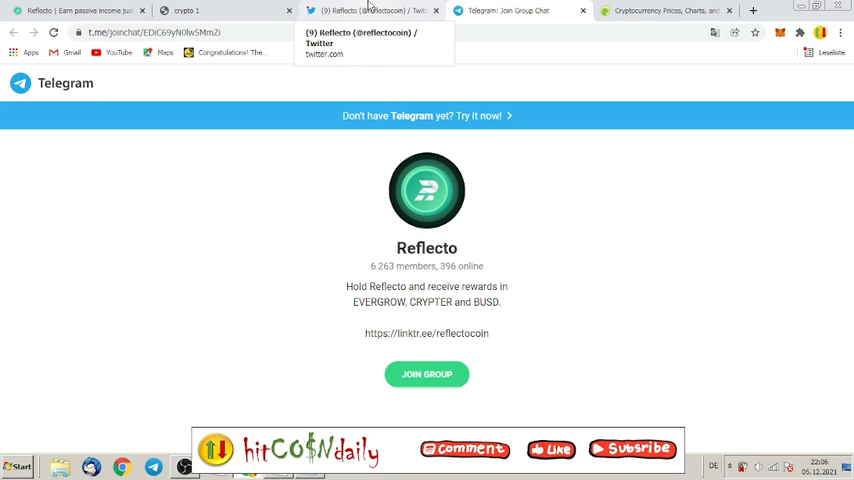 Reflecto | Earn passive income just
crypto 1
(9) Reflecto (@reflectocoin) / Twitt
Telegram: Join Group Chat
Cryptocurrency Prices, Charts, and
t.me/joinchat/EDiC69yN0lw5MmZi
(9) Reflecto (@reflectocoin) /
Twitter
twitter.com
Apps
Gmail
YouTube
Maps
Congratulations! The...
Leseliste
Telegram
Don't have Telegram yet? Try it now!
Reflecto
6 263 members, 396 online
Hold Reflecto and receive rewards in
EVERGROW, CRYPTER and BUSD.
https://linktr.ee/reflectocoin
JOIN GROUP
hitCO$Ndaily
Comment
Like
Subscribe
Start
DE
22:06
05.12.2021